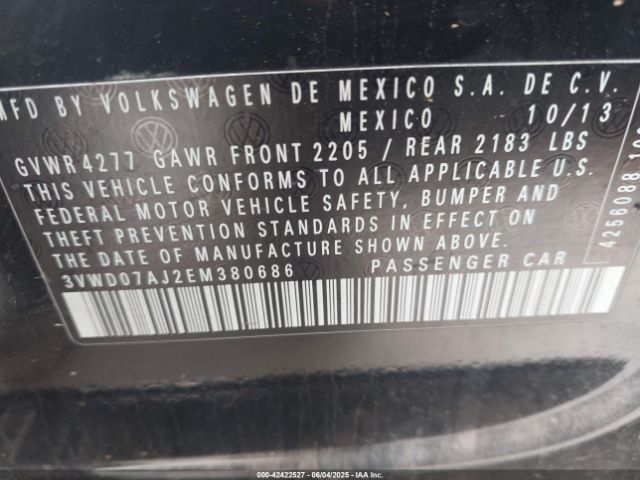 MFD BY VOLKSWAGEN DE MEXICO S.A. DE C.V.
MEXICO 10/13
GVWR 4277 GAWR FRONT 2205 / REAR 2183 LBS
THIS VEHICLE CONFORMS TO ALL APPLICABLE U.S.
FEDERAL MOTOR VEHICLE SAFETY, BUMPER AND
THEFT PREVENTION STANDARDS IN EFFECT ON
THE DATE OF MANUFACTURE SHOWN ABOVE.
3VWD07AJ2EM380686 PASSENGER CAR
4256088 10
000-42422527 - 06/04/2025 - IAA Inc.